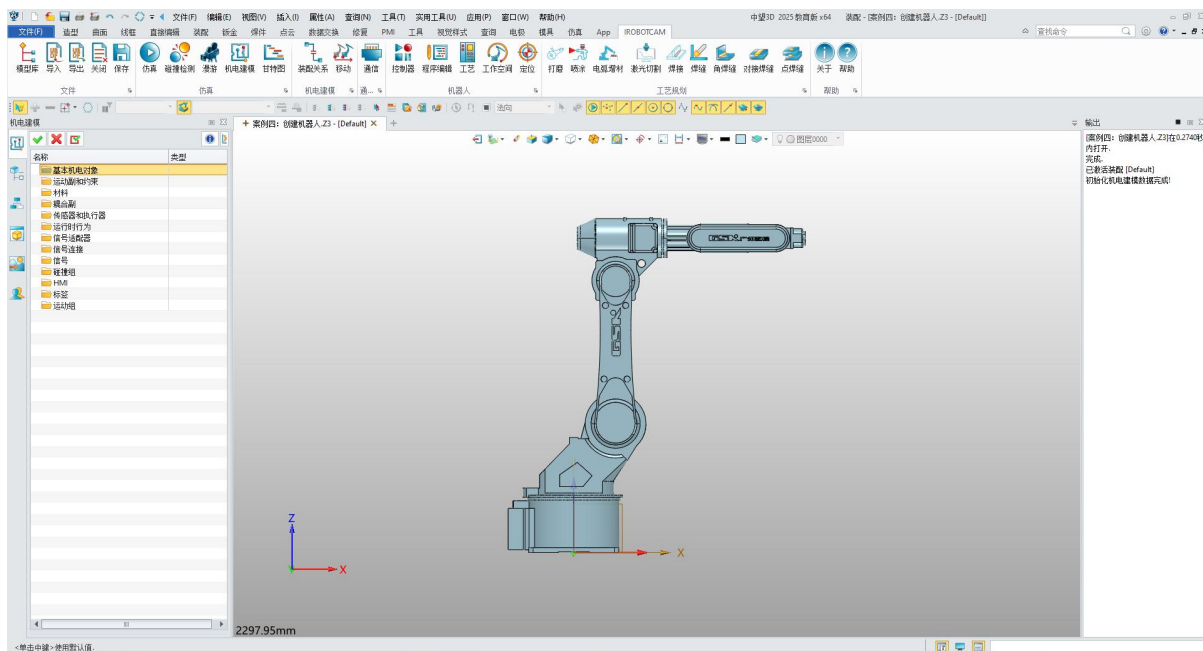 文件(F) 编辑(E) 视图(V) 插入(I) 属性(A) 查询(N) 工具(T) 实用工具(U) 应用(P) 窗口(W) 帮助(H) 中望3D 2025 教育版 x64 装配 - [案例四：创建机器人.Z3 - [Default]]
文件(F) 造型 曲面 线框 直接编辑 装配 钣金 焊件 点云 数据交换 修复 PMI 工具 视觉样式 查询 电极 模具 仿真 App IROBOTCAM 查找命令
模型库 导入 导出 关闭 保存 仿真 碰撞检测 漫游 机电建模 甘特图 装配关系 移动 通信 控制器 程序编辑 工艺 工作空间 定位 打磨 喷涂 电弧增材 激光切割 焊接 焊缝 角焊缝 对接焊缝 点焊缝 关于 帮助
文件 仿真 机电建模 通... 机器人 工艺规划 帮助
法向
机电建模 案例四：创建机器人.Z3 - [Default] 输出
图层0000
名称 类型
基本机电对象
运动副和约束
材料
耦合副
传感器和执行器
运行时行为
信号适配器
信号连接
信号
碰撞组
HMI
标签
运动组
[案例四：创建机器人.Z3]在0.2740秒
内打开.
完成.
已激活装配 [Default]
初始化机电建模数据完成!
GSK
Z
X
X
2297.95mm
<单击中键>使用默认值.